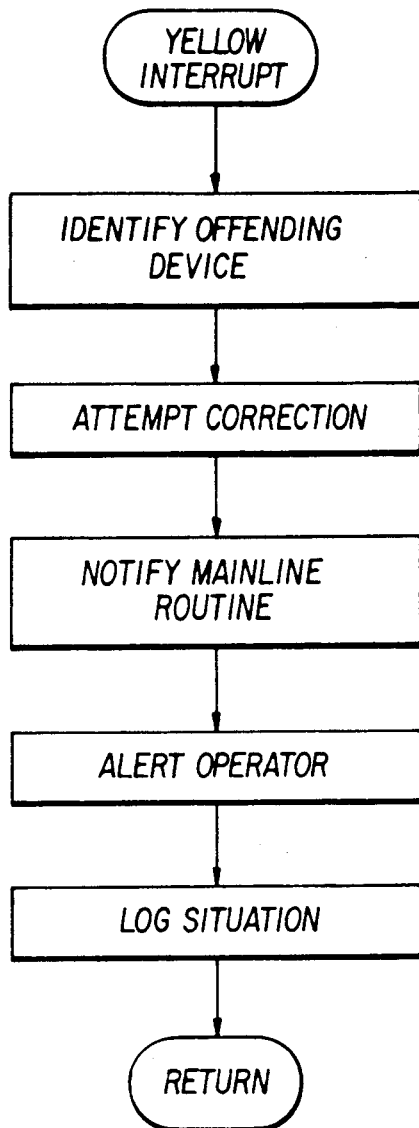 YELLOW
INTERRUPT
IDENTIFY OFFENDING
DEVICE
ATTEMPT CORRECTION
NOTIFY MAINLINE
ROUTINE
ALERT OPERATOR
LOG SITUATION
RETURN